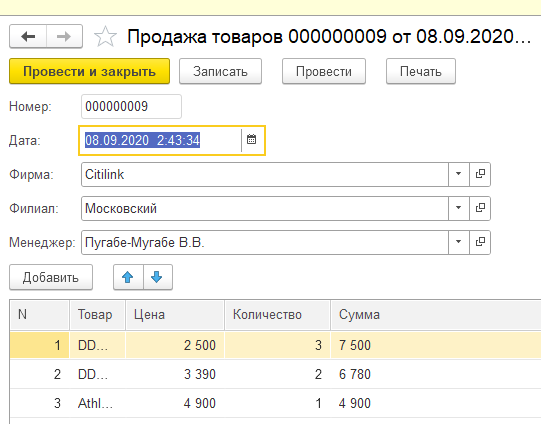 Продажа товаров 000000009 от 08.09.2020...
Провести и закрыть Записать Провести Печать
Номер: 000000009
Дата: 08.09.2020 2:43:34
Фирма: Citilink
Филиал: Московский
Менеджер: Пугабе-Мугабе В.В.
Добавить
N Товар Цена Количество Сумма
1 DD... 2 500 3 7 500
2 DD... 3 390 2 6 780
3 Athl... 4 900 1 4 900